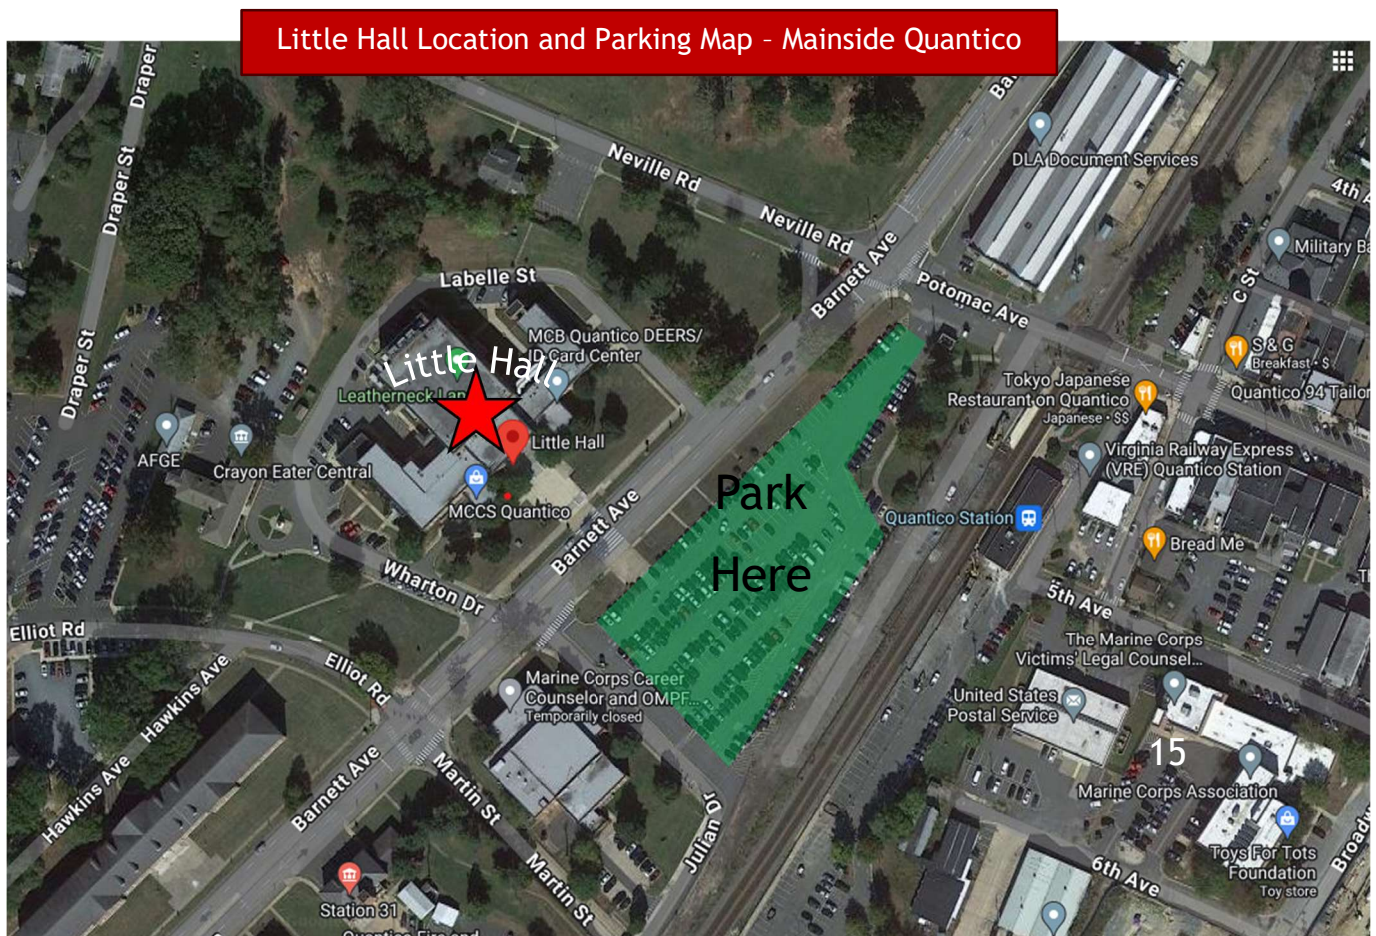 Little Hall Location and Parking Map – Mainside Quantico
Draper
Draper St
Draper St
Neville Rd
Neville Rd
Barnett Ave
DLA Document Services
4th
Military
C St
Potomac Ave
Labelle St
MCB Quantico DEERS/
ID Card Center
Little Hall
Leatherneck
Little Hall
MCCS Quantico
AFGE
Crayon Eater Central
S & G
Breakfast · $
Quantico 94 Tailor
Tokyo Japanese
Restaurant on Quantico
Japanese · $$
Virginia Railway Express
(VRE) Quantico Station
Park
Here
Quantico Station
Bread Me
Barnett Ave
Wharton Dr
Elliot Rd
Elliot Rd
Hawkins Ave
Hawkins Ave
5th Ave
The Marine Corps
Victims' Legal Counsel...
United States
Postal Service
Marine Corps Career
Counselor and OMPF...
Temporarily closed
15
Marine Corps Association
Barnett Ave
Martin St
Martin St
Julian Dr
Toys For Tots
Foundation
Toy store
6th Ave
Station 31